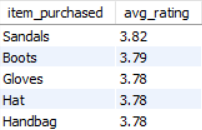 item_purchased avg_rating
Sandals 3.82
Boots 3.79
Gloves 3.78
Hat 3.78
Handbag 3.78